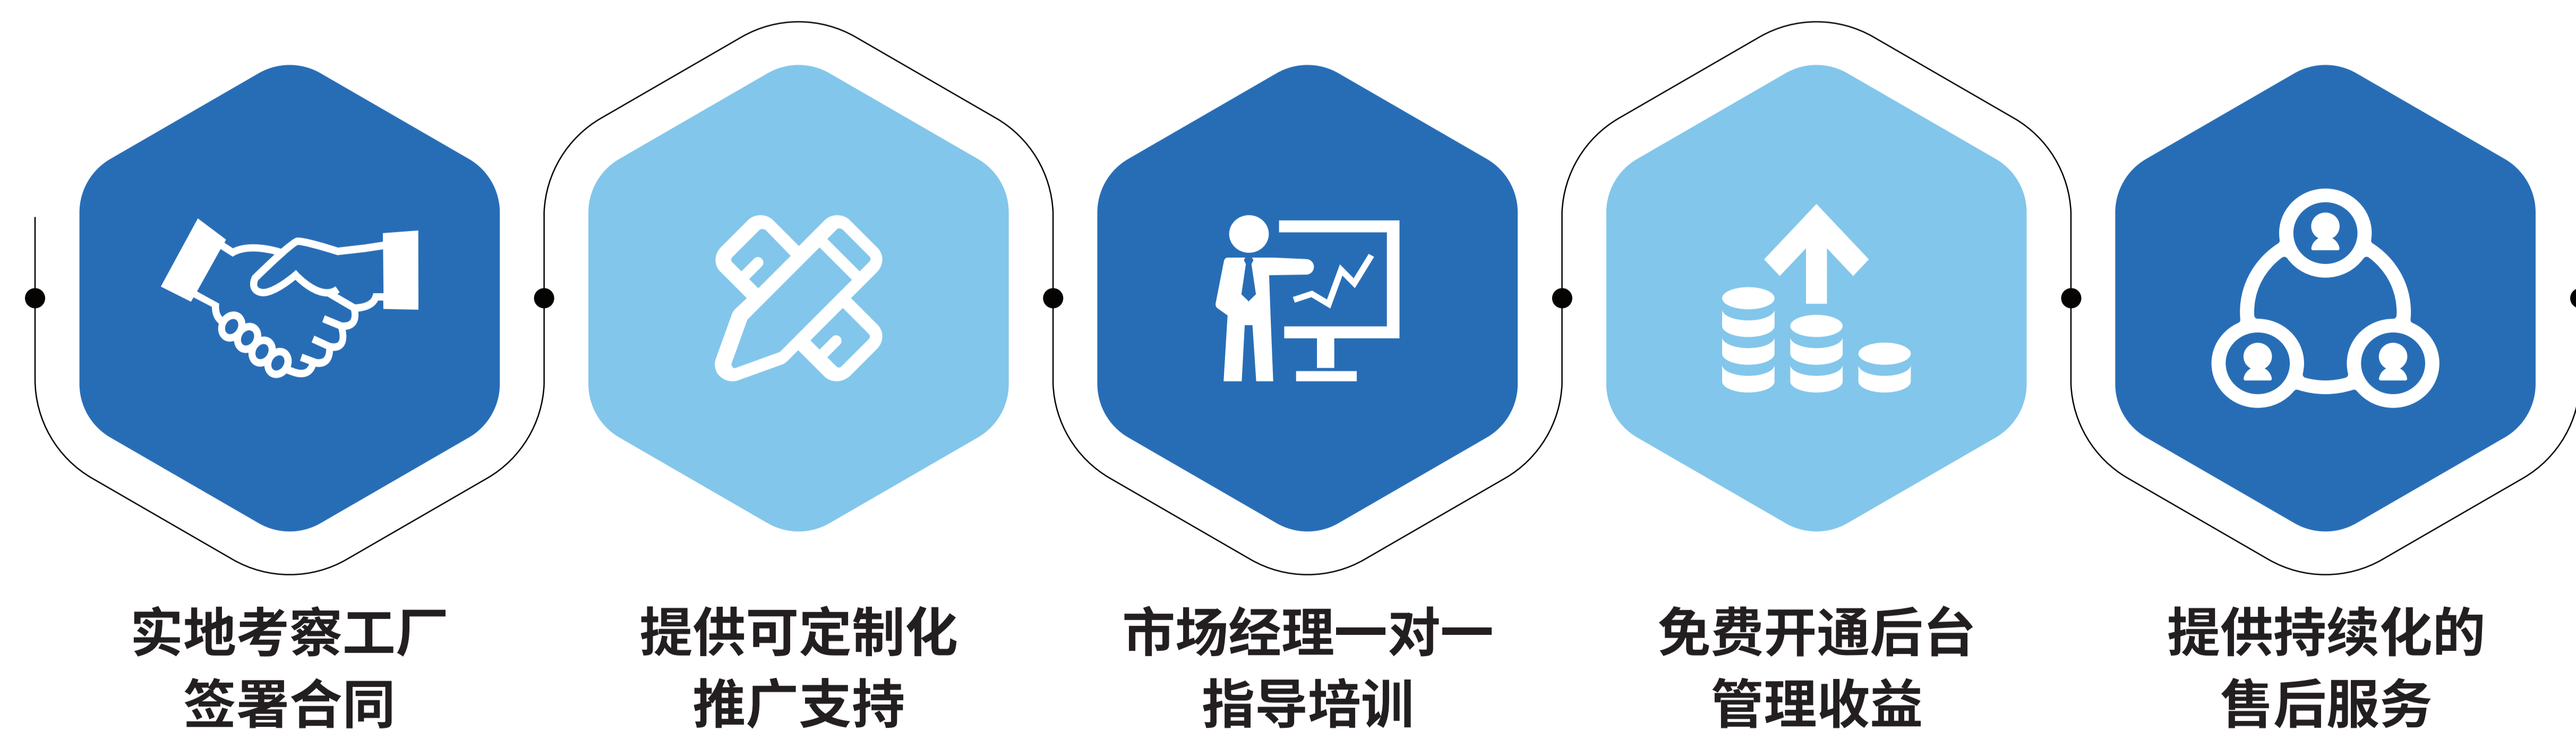 实地考察工厂
签署合同
提供可定制化
推广支持
市场经理一对一
指导培训
免费开通后台
管理收益
提供持续化的
售后服务